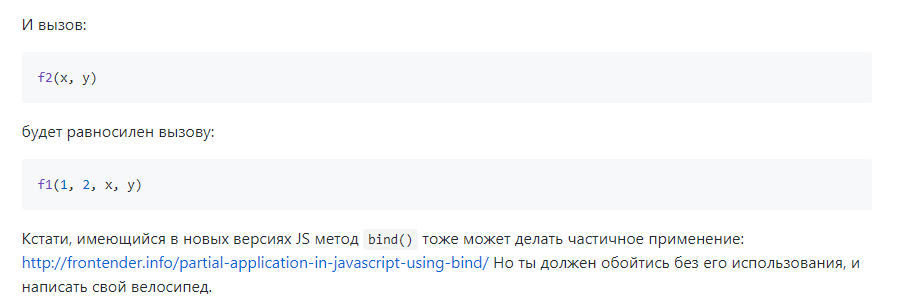 И вызов:
f2(x, y)
будет равносилен вызову:
f1(1, 2, x, y)
Кстати, имеющийся в новых версиях JS метод bind() тоже может делать частичное применение:
http://frontender.info/partial-application-in-javascript-using-bind/ Но ты должен обойтись без его использования, и
написать свой велосипед.